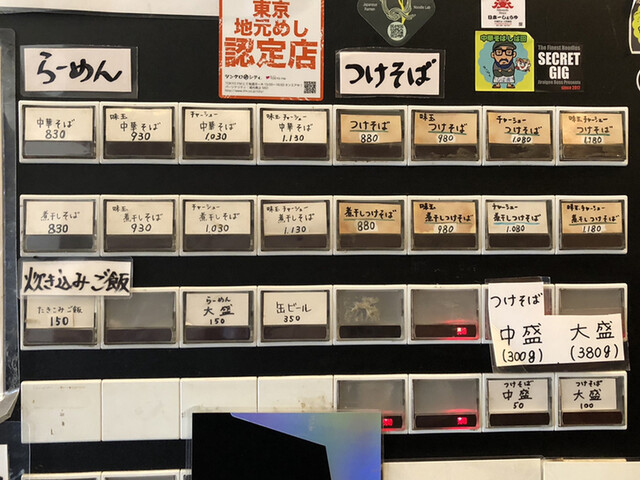 東京
地元めし
認定店
らーめん
つけそば
中華そばしば田
The Finest Noodles
SECRET
GIG
since 2017
中華そば
830
味玉
中華そば
930
チャーシュー
中華そば
1.030
味玉チャーシュー
中華そば
1.130
つけそば
880
味玉
つけそば
980
チャーシュー
つけそば
1.080
味玉チャーシュー
つけそば
1.180
煮干しそば
830
味玉
煮干しそば
930
チャーシュー
煮干しそば
1.030
味玉チャーシュー
煮干しそば
1.130
煮干しつけそば
880
味玉
煮干しつけそば
980
チャーシュー
煮干しつけそば
1.080
味玉チャーシュー
煮干しつけそば
1.180
炊き込みご飯
たきこみご飯
150
らーめん
大盛
150
缶ビール
350
つけそば
中盛
(300g)
大盛
(380g)
つけそば
中盛
50
つけそば
大盛
100